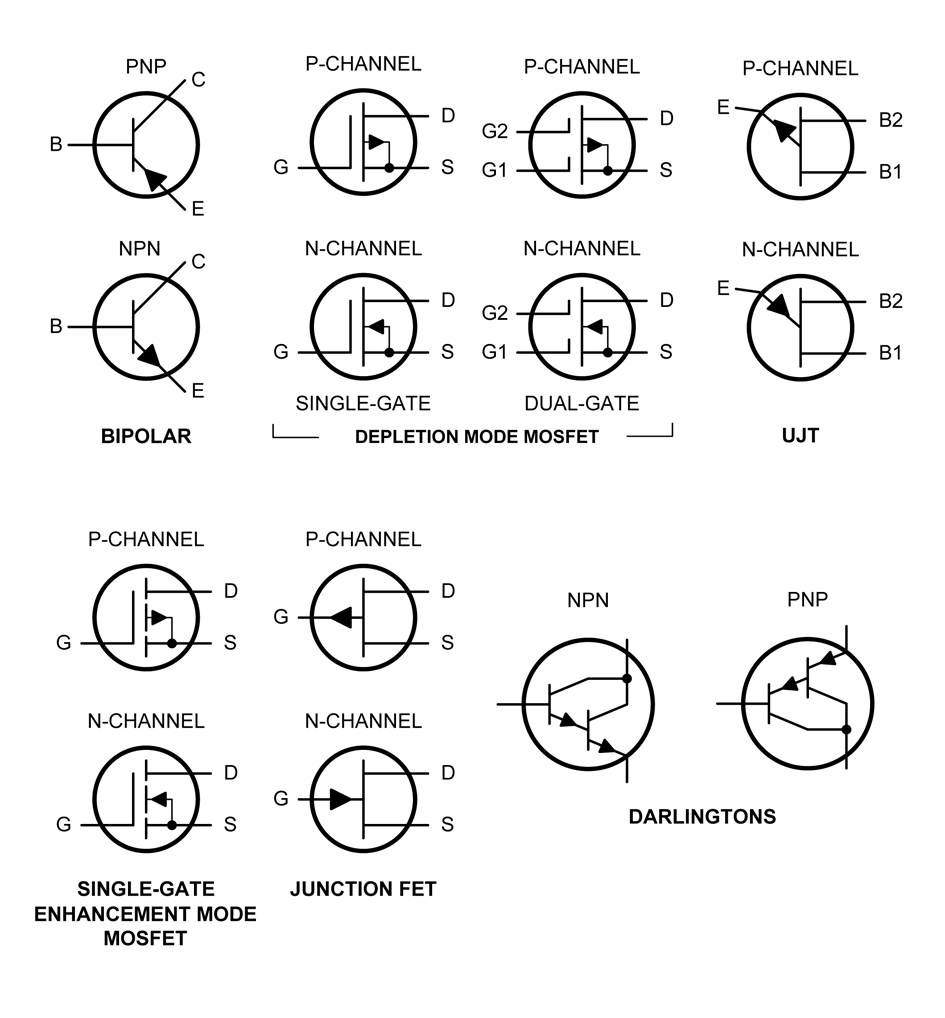 PNP
C
B
E
NPN
C
B
E
BIPOLAR
P-CHANNEL
D
G
S
N-CHANNEL
D
G
S
SINGLE-GATE
P-CHANNEL
G2
D
G1
S
N-CHANNEL
G2
D
G1
S
DUAL-GATE
DEPLETION MODE MOSFET
P-CHANNEL
E
B2
B1
N-CHANNEL
E
B2
B1
UJT
P-CHANNEL
D
G
S
N-CHANNEL
D
G
S
SINGLE-GATE
ENHANCEMENT MODE
MOSFET
P-CHANNEL
D
G
S
N-CHANNEL
D
G
S
JUNCTION FET
NPN
PNP
DARLINGTONS